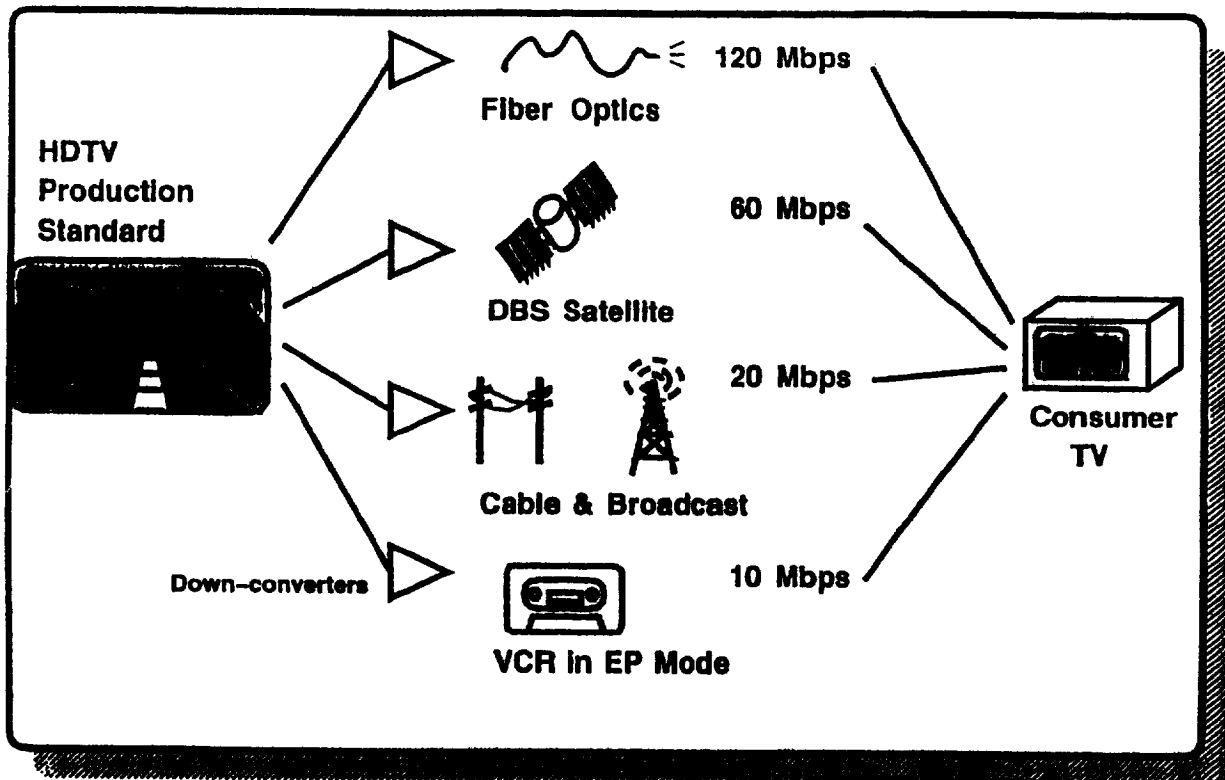 HDTV
Production
Standard
Fiber Optics
120 Mbps
DBS Satellite
60 Mbps
Cable & Broadcast
20 Mbps
Down-converters
VCR in EP Mode
10 Mbps
Consumer
TV